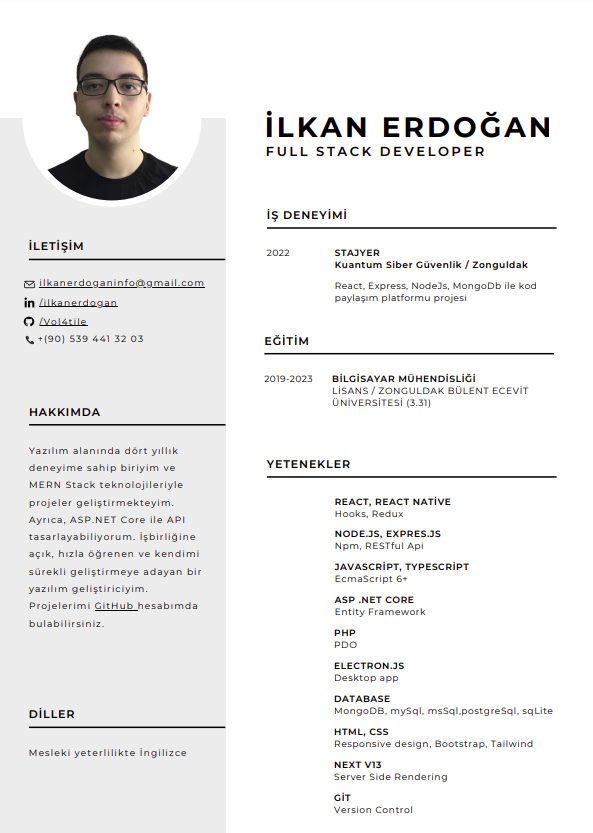 İLKAN ERDOĞAN
FULL STACK DEVELOPER
İLETİŞİM
ilkanerdoganinfo@gmail.com
/ilkanerdogan
/Vol4tile
+(90) 539 441 32 03
HAKKIMDA
Yazılım alanında dört yıllık
deneyime sahip biriyim ve
MERN Stack teknolojileriyle
projeler geliştirmekteyim.
Ayrıca, ASP.NET Core ile API
tasarlayabiliyorum. İşbirliğine
açık, hızla öğrenen ve kendimi
sürekli geliştirmeye adayan bir
yazılım geliştiriciyim.
Projelerimi GitHub hesabımda
bulabilirsiniz.
DİLLER
Mesleki yeterlilikte İngilizce
İŞ DENEYİMİ
2022 STAJYER
Kuantum Siber Güvenlik / Zonguldak
React, Express, NodeJs, MongoDb ile kod
paylaşım platformu projesi
EĞİTİM
2019-2023 BİLGİSAYAR MÜHENDİSLİĞİ
LİSANS / ZONGULDAK BÜLENT ECEVİT
ÜNİVERSİTESİ (3.31)
YETENEKLER
REACT, REACT NATİVE
Hooks, Redux
NODE.JS, EXPRES.JS
Npm, RESTful Api
JAVASCRİPT, TYPESCRİPT
EcmaScript 6+
ASP .NET CORE
Entity Framework
PHP
PDO
ELECTRON.JS
Desktop app
DATABASE
MongoDB, mySql, msSql,postgreSql, sqLite
HTML, CSS
Responsive design, Bootstrap, Tailwind
NEXT V13
Server Side Rendering
GİT
Version Control